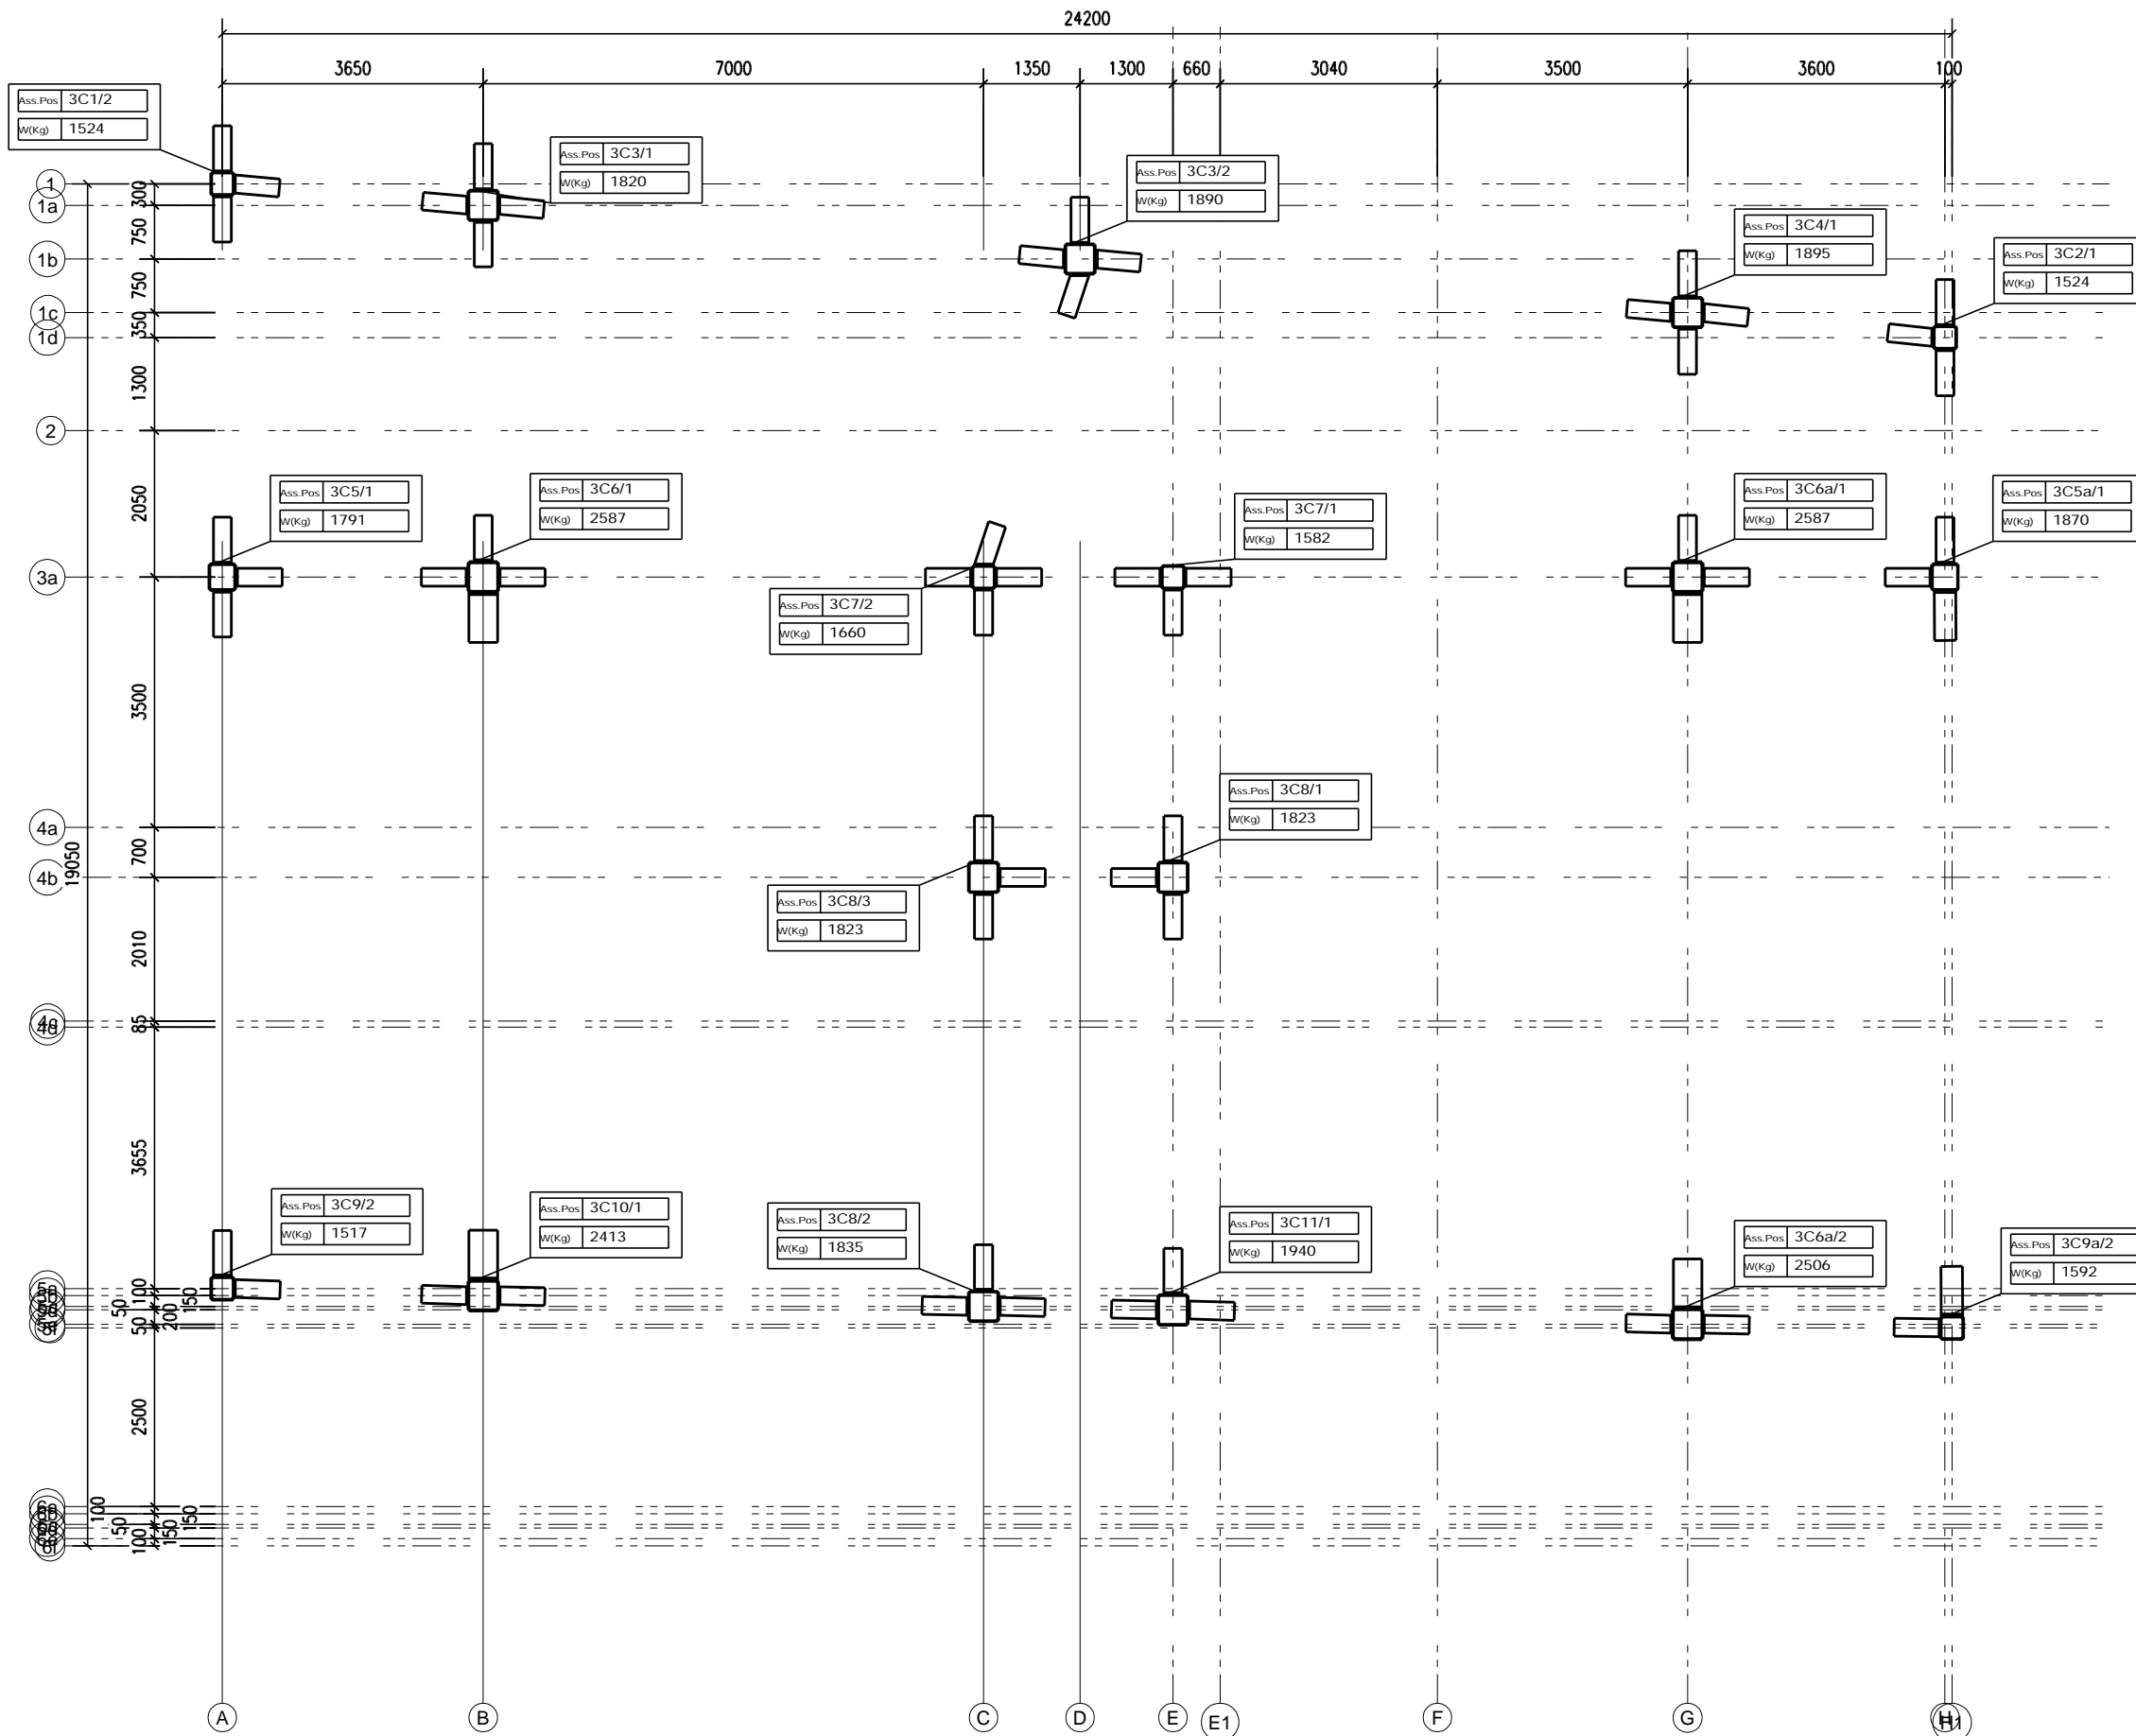 24200
3650 7000 1350 1300 660 3040 3500 3600 100
Ass.Pos 3C1/2
W(Kg) 1524
Ass.Pos 3C3/1
W(Kg) 1820
Ass.Pos 3C3/2
W(Kg) 1890
Ass.Pos 3C4/1
W(Kg) 1895
Ass.Pos 3C2/1
W(Kg) 1524
1
300
1a
750
1b
750
1c
350
1d
1300
2
2050
Ass.Pos 3C5/1
W(Kg) 1791
Ass.Pos 3C6/1
W(Kg) 2587
Ass.Pos 3C7/1
W(Kg) 1582
Ass.Pos 3C6a/1
W(Kg) 2587
Ass.Pos 3C5a/1
W(Kg) 1870
3a
Ass.Pos 3C7/2
W(Kg) 1660
3500
Ass.Pos 3C8/1
W(Kg) 1823
4a
700
19050
4b
Ass.Pos 3C8/3
W(Kg) 1823
2010
85
4d
3655
Ass.Pos 3C9/2
W(Kg) 1517
Ass.Pos 3C10/1
W(Kg) 2413
Ass.Pos 3C8/2
W(Kg) 1835
Ass.Pos 3C11/1
W(Kg) 1940
Ass.Pos 3C6a/2
W(Kg) 2506
Ass.Pos 3C9a/2
W(Kg) 1592
100
150
50
200
50
2500
100
150
50
150
100
A B C D E E1 F G H H1